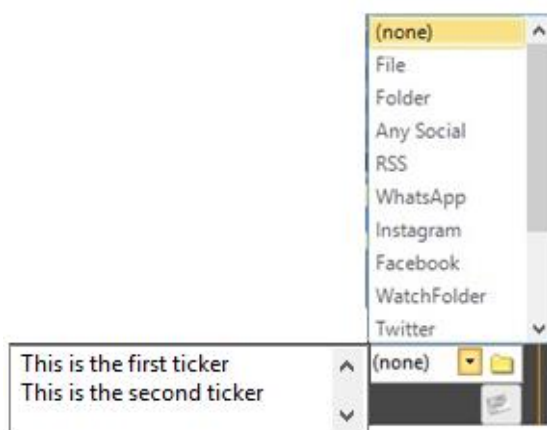 (none)
File
Folder
Any Social
RSS
WhatsApp
Instagram
Facebook
WatchFolder
Twitter
This is the first ticker
(none)
This is the second ticker